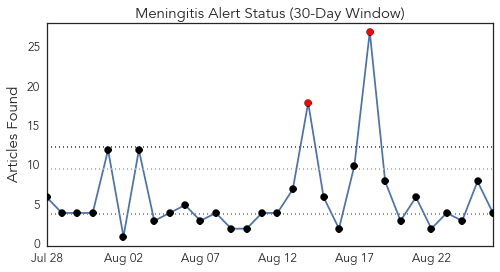 Meningitis Alert Status (30-Day Window)
Articles Found
25
20
15
10
5
0
Jul 28 Aug 02 Aug 07 Aug 12 Aug 17 Aug 22